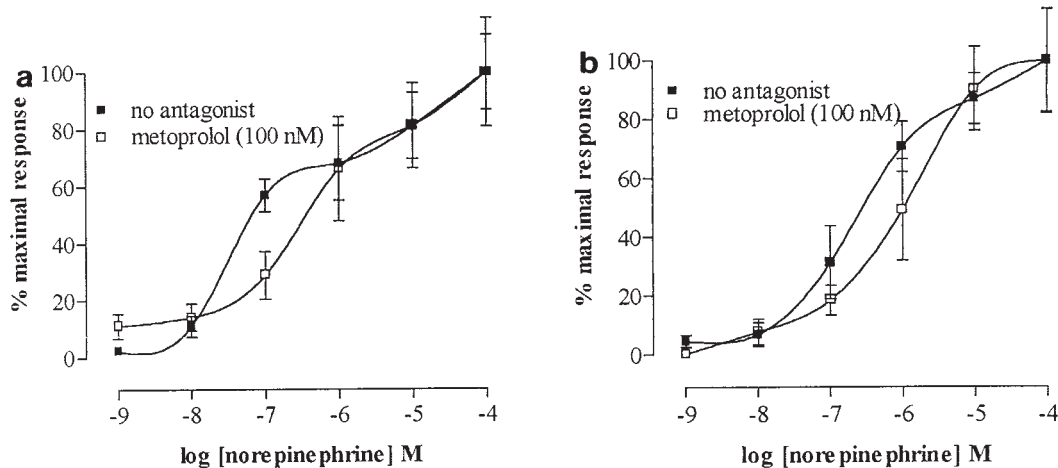 a
% maximal response
100
80
60
40
20
0
no antagonist
metoprolol (100 nM)
-9 -8 -7 -6 -5 -4
log [norepinephrine] M
b
% maximal response
100
80
60
40
20
0
no antagonist
metoprolol (100 nM)
-9 -8 -7 -6 -5 -4
log [norepinephrine] M